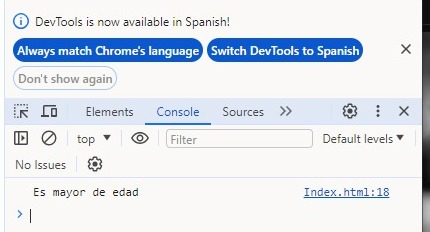 DevTools is now available in Spanish!
Always match Chrome's language Switch DevTools to Spanish
Don't show again
Elements Console Sources
top Filter Default levels
No Issues
Es mayor de edad Index.html:18